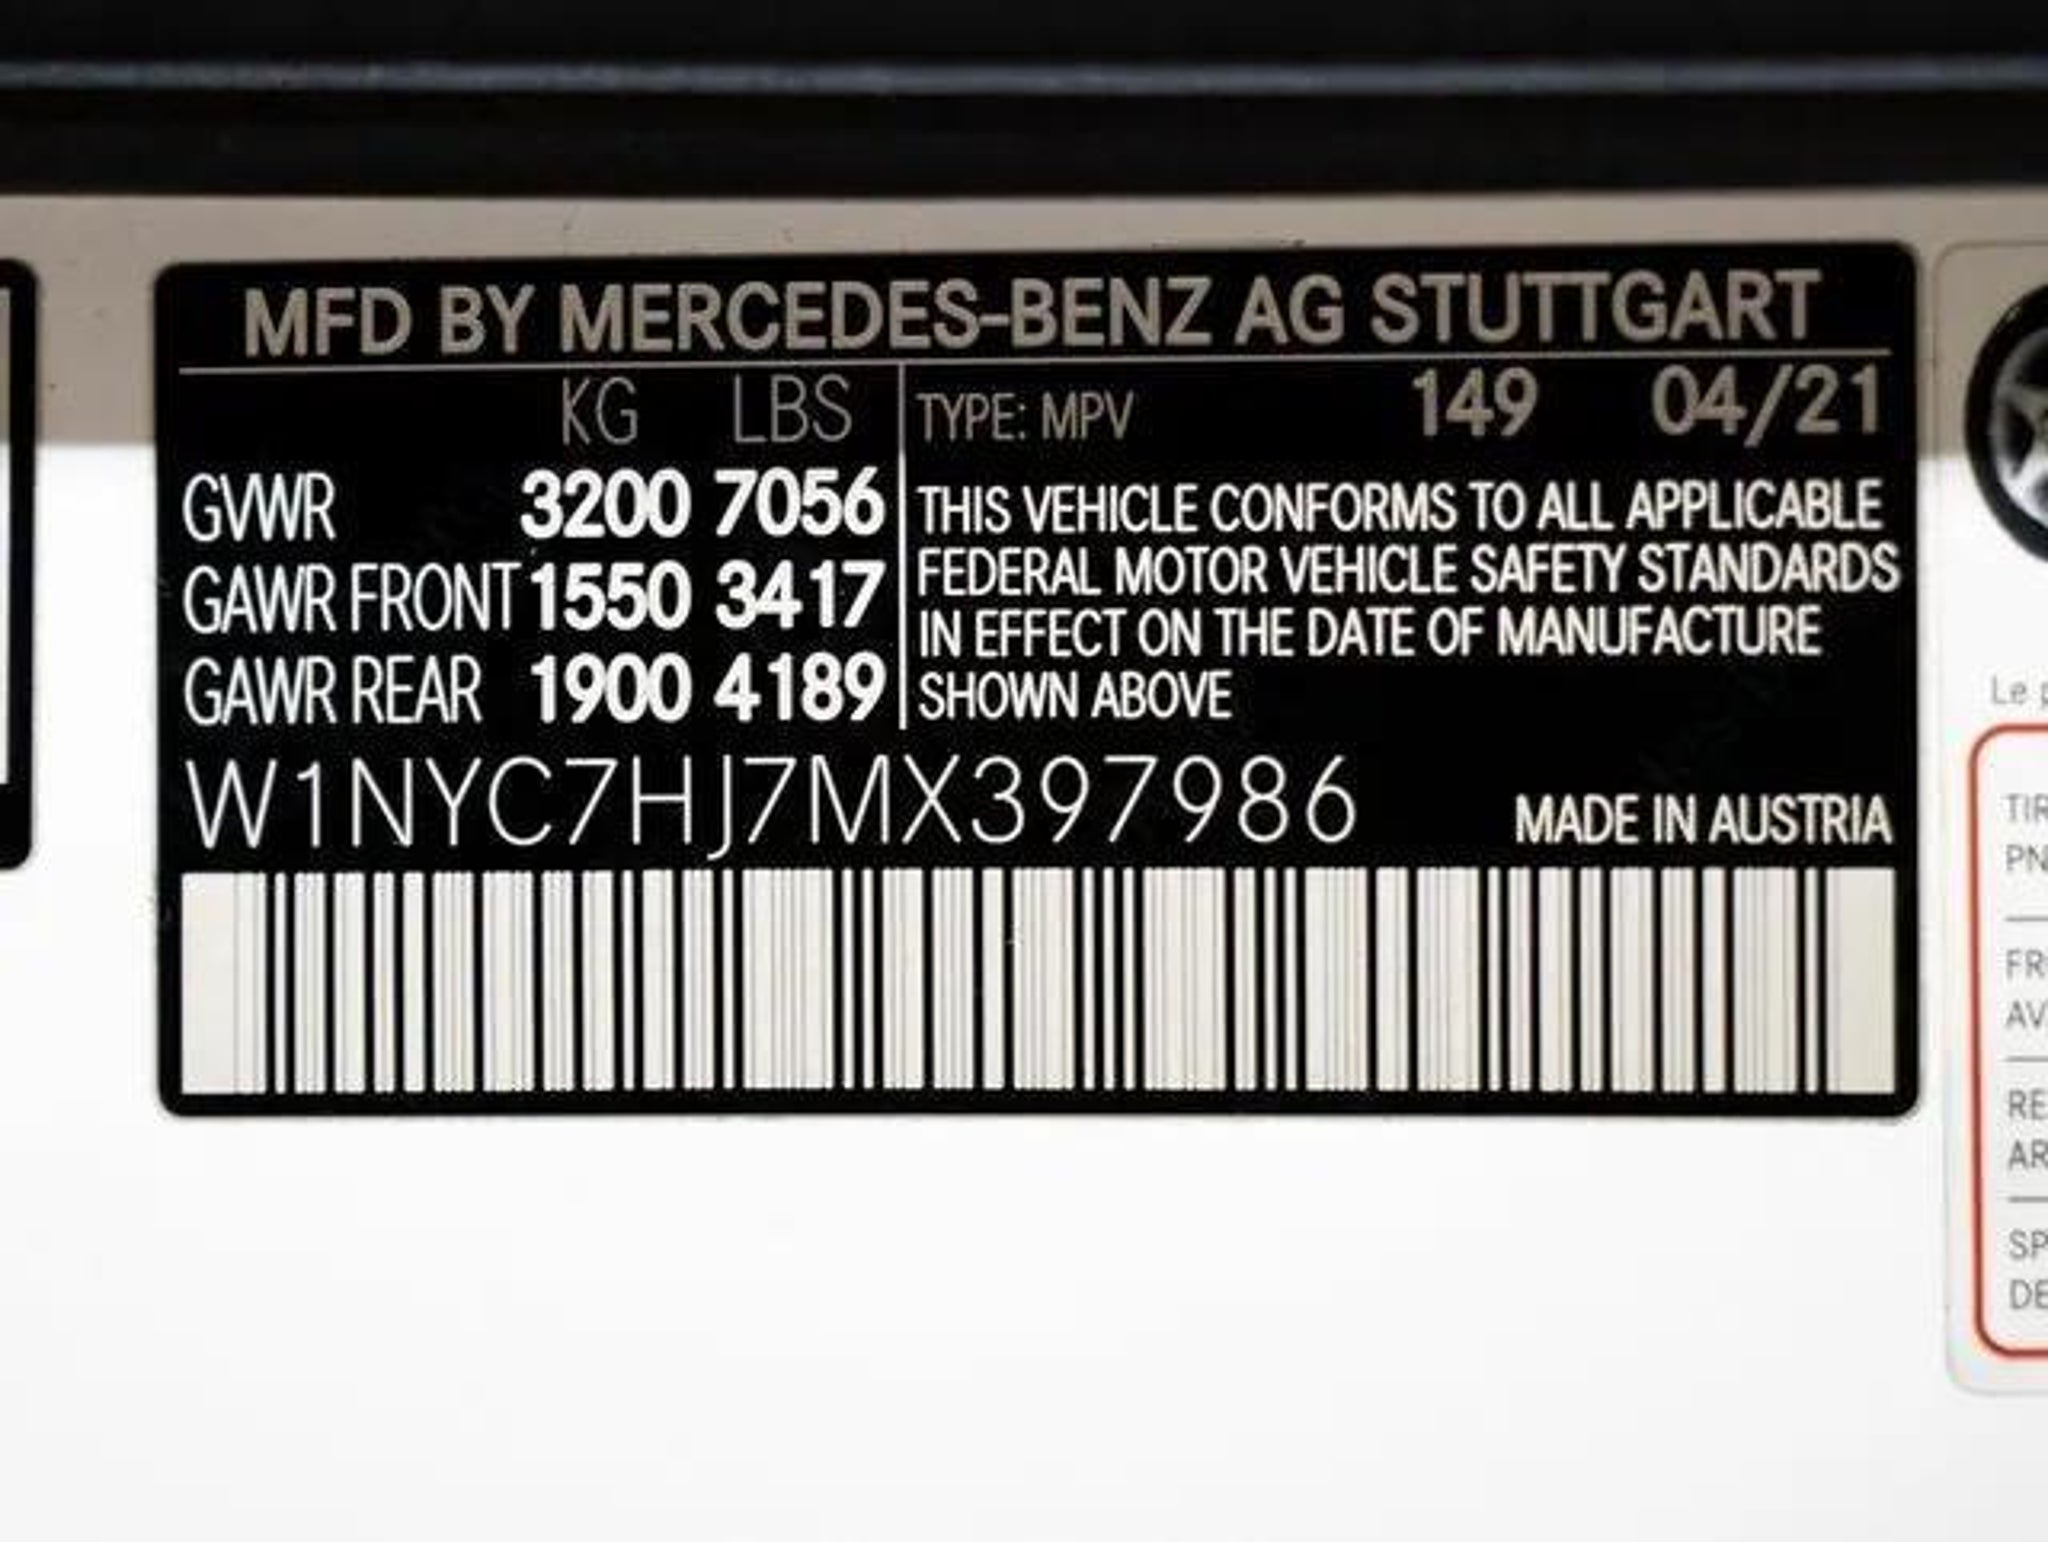 MFD BY MERCEDES-BENZ AG STUTTGART
KG LBS
GVWR 3200 7056
GAWR FRONT 1550 3417
GAWR REAR 1900 4189
TYPE: MPV 149 04/21
THIS VEHICLE CONFORMS TO ALL APPLICABLE
FEDERAL MOTOR VEHICLE SAFETY STANDARDS
IN EFFECT ON THE DATE OF MANUFACTURE
SHOWN ABOVE
W1NYC7HJ7MX397986
MADE IN AUSTRIA
Le